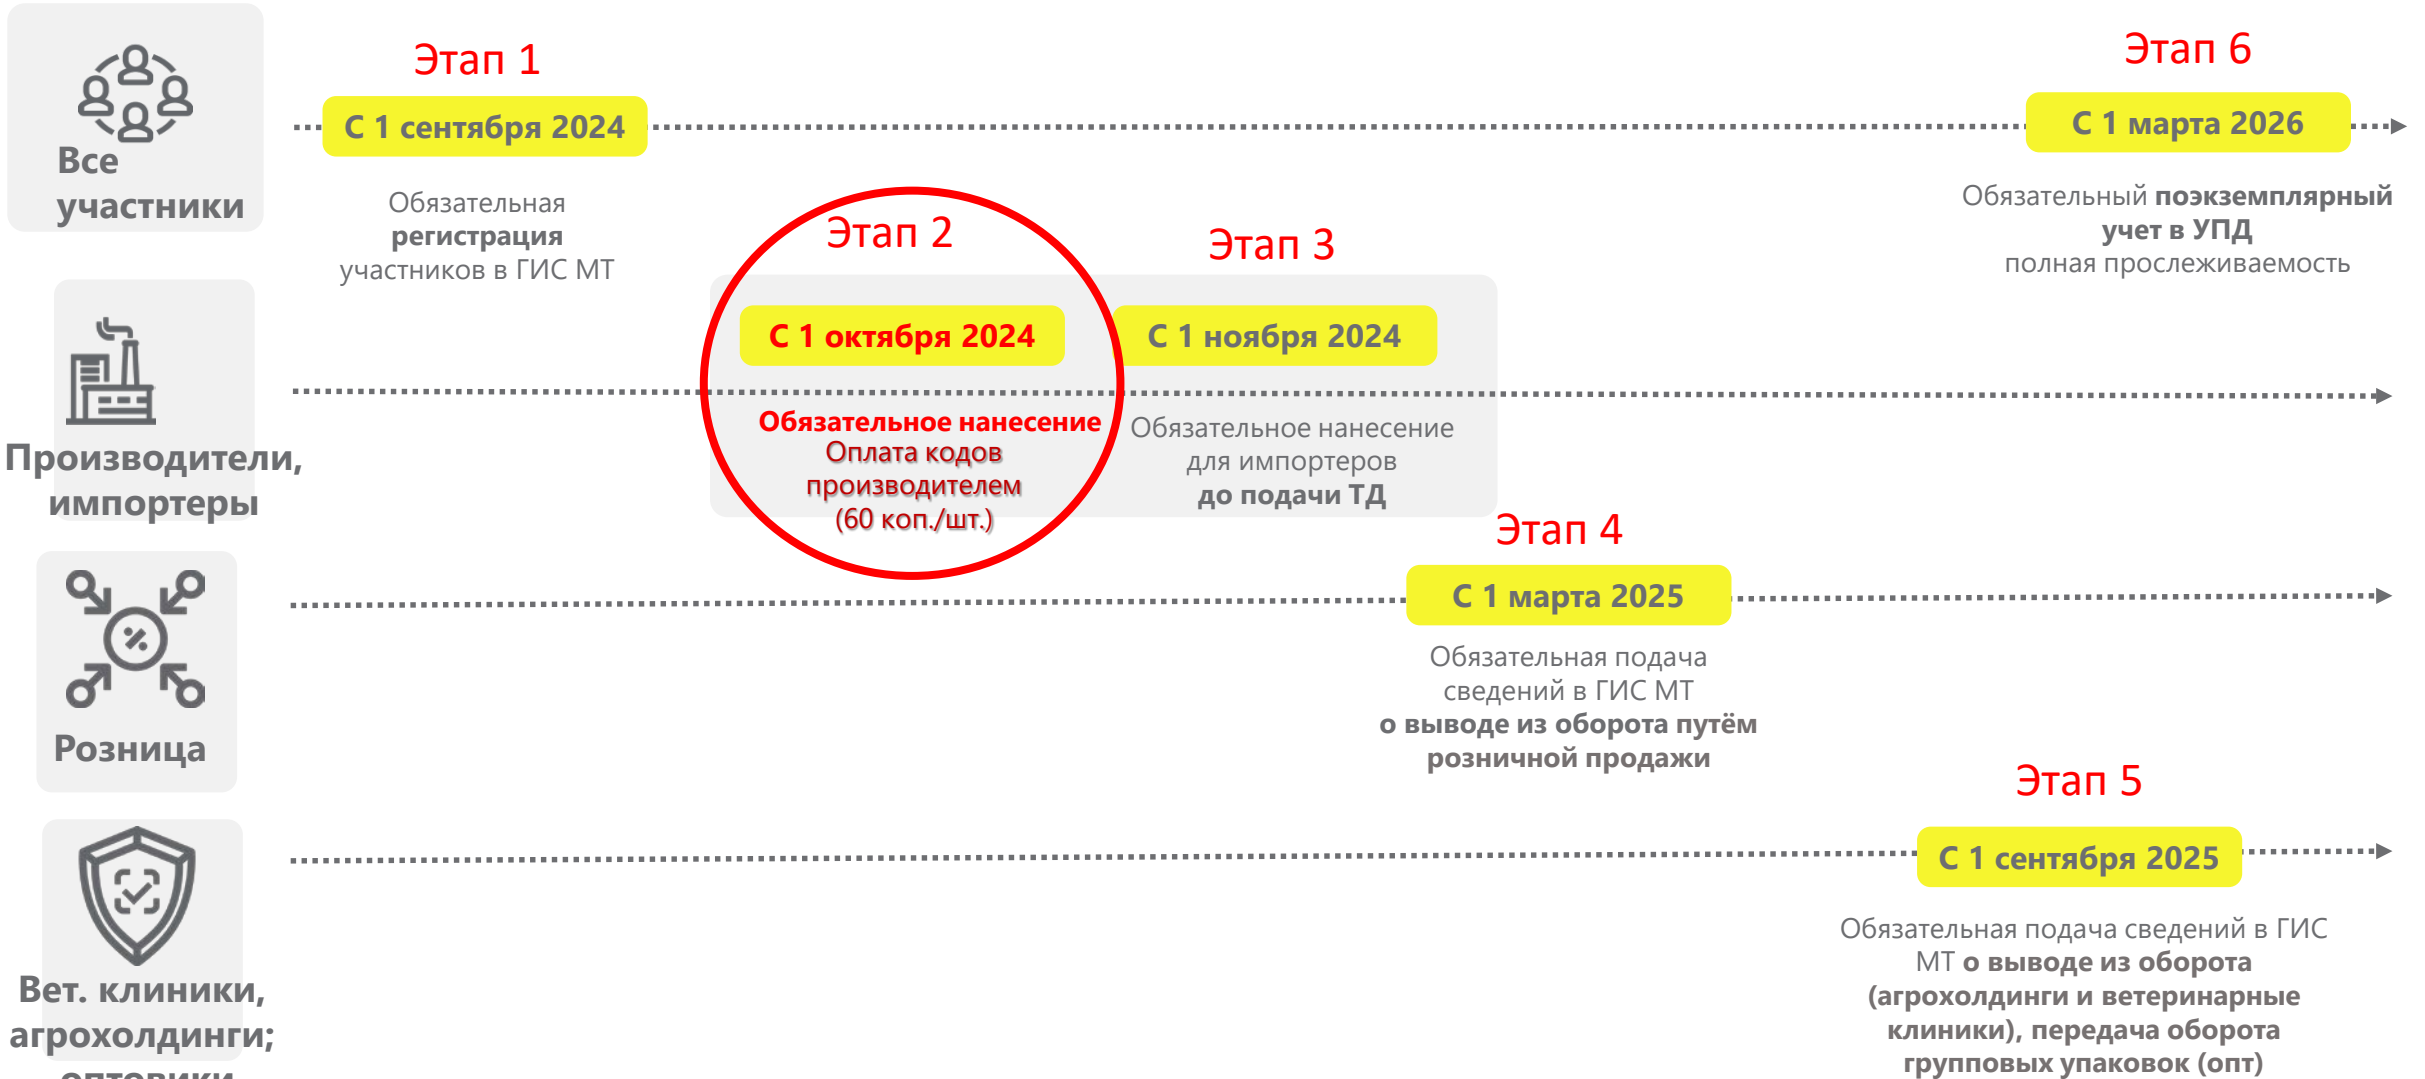 Все
участники
Этап 1
С 1 сентября 2024
Обязательная
регистрация
участников в ГИС МТ
Этап 6
С 1 марта 2026
Обязательный поэкземплярный
учет в УПД
полная прослеживаемость
Производители,
импортеры
Этап 2
С 1 октября 2024
Обязательное нанесение
Оплата кодов
производителем
(60 коп./шт.)
Этап 3
С 1 ноября 2024
Обязательное нанесение
для импортеров
до подачи ТД
Розница
Этап 4
С 1 марта 2025
Обязательная подача
сведений в ГИС МТ
о выводе из оборота путём
розничной продажи
Вет. клиники,
агрохолдинги;
оптовики
Этап 5
С 1 сентября 2025
Обязательная подача сведений в ГИС
МТ о выводе из оборота
(агрохолдинги и ветеринарные
клиники), передача оборота
групповых упаковок (опт)